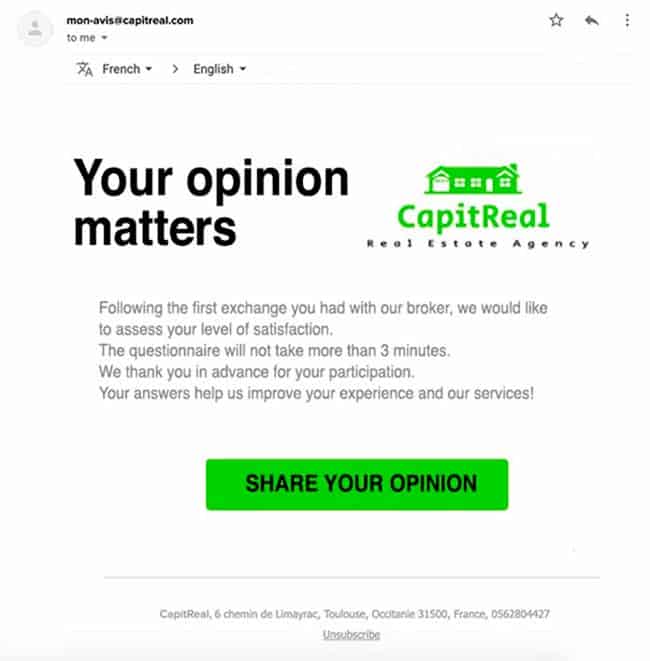 mon-avis@capitreal.com
to me
French > English
Your opinion
matters
CapitReal
Real Estate Agency
Following the first exchange you had with our broker, we would like
to assess your level of satisfaction.
The questionnaire will not take more than 3 minutes.
We thank you in advance for your participation.
Your answers help us improve your experience and our services!
SHARE YOUR OPINION
CapitReal, 6 chemin de Limayrac, Toulouse, Occitanie 31500, France, 0562804427
Unsubscribe